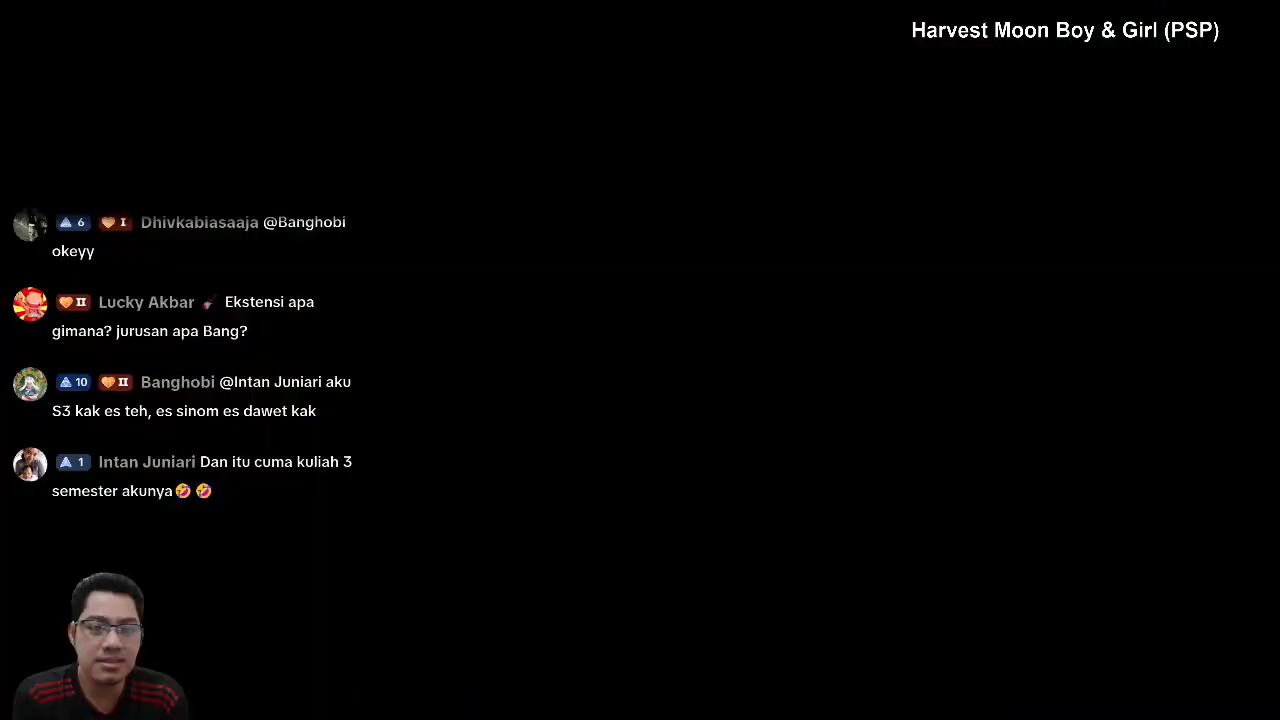 Harvest Moon Boy & Girl (PSP)
6 I Dhivkabiasaaja @Banghobi
okeyy
II Lucky Akbar Ekstensi apa
gimana? jurusan apa Bang?
10 II Banghobi @Intan Juniari aku
S3 kak es teh, es sinom es dawet kak
1 Intan Juniari Dan itu cuma kuliah 3
semester akunya🤣🤣